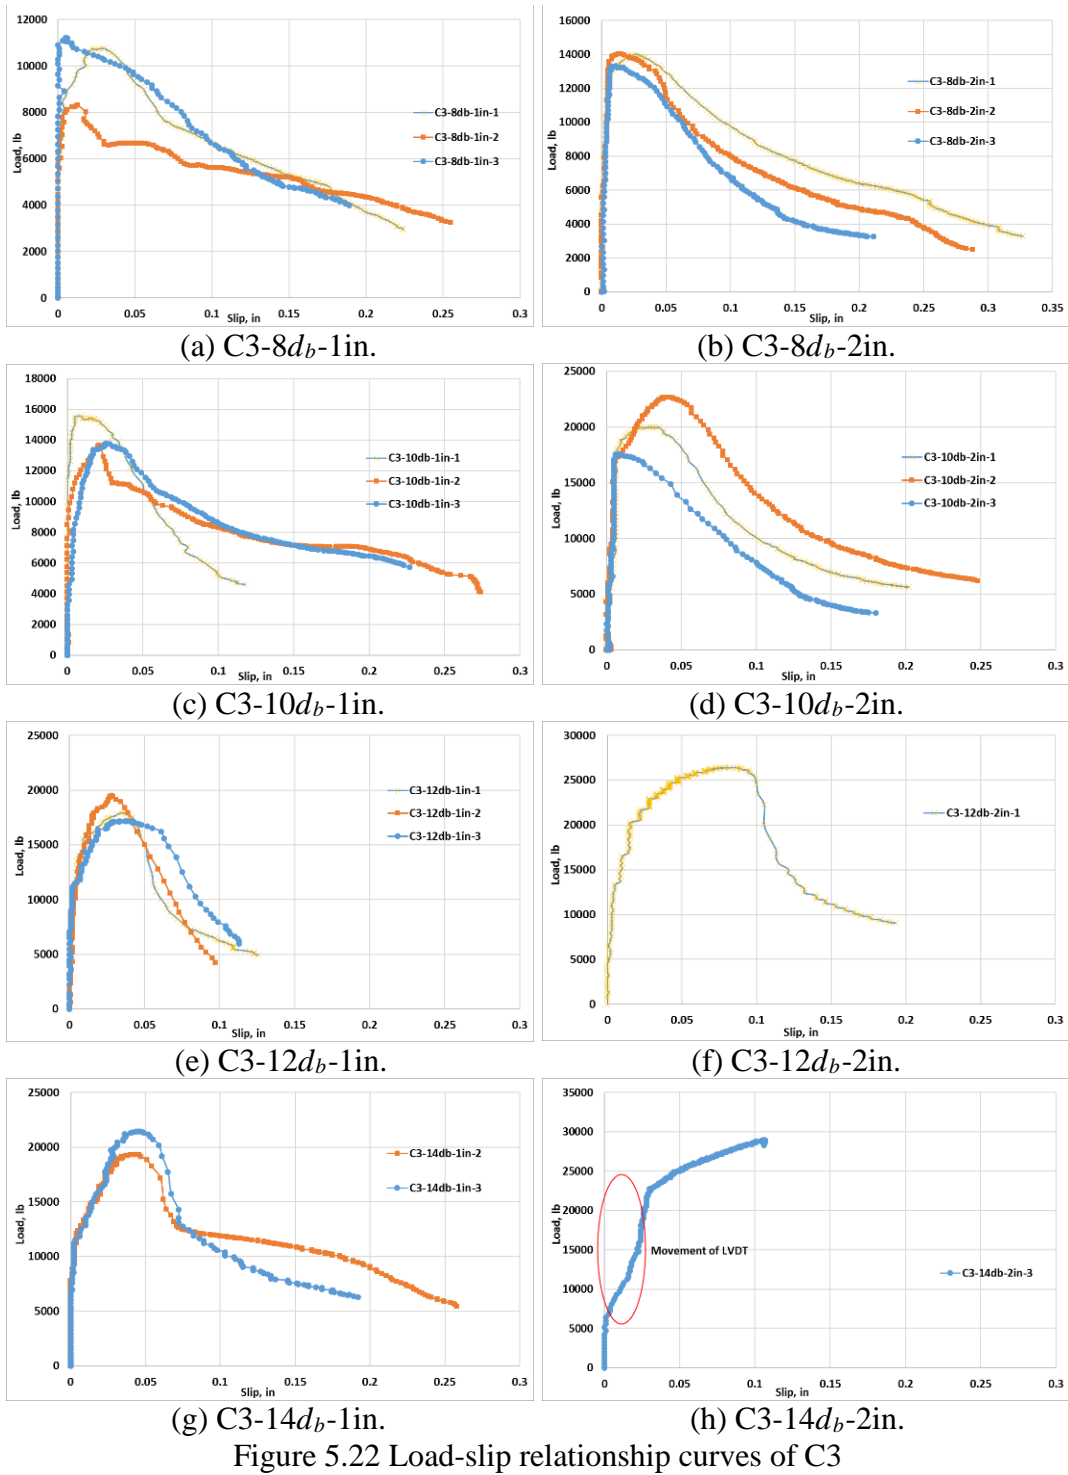 12000
10000
8000
6000
4000
2000
0
Load, lb
0 0.05 0.1 0.15 0.2 0.25 0.3
Slip, in
C3-8db-1in-1
C3-8db-1in-2
C3-8db-1in-3
(a) C3-8db-1in.
16000
14000
12000
10000
8000
6000
4000
2000
0
Load, lb
0 0.05 0.1 0.15 0.2 0.25 0.3 0.35
Slip, in
C3-8db-2in-1
C3-8db-2in-2
C3-8db-2in-3
(b) C3-8db-2in.
18000
16000
14000
12000
10000
8000
6000
4000
2000
0
Load, lb
0 0.05 0.1 0.15 0.2 0.25 0.3
Slip, in
C3-10db-1in-1
C3-10db-1in-2
C3-10db-1in-3
(c) C3-10db-1in.
25000
20000
15000
10000
5000
0
Load, lb
0 0.05 0.1 0.15 0.2 0.25 0.3
Slip, in
C3-10db-2in-1
C3-10db-2in-2
C3-10db-2in-3
(d) C3-10db-2in.
25000
20000
15000
10000
5000
0
Load, lb
0 0.05 0.1 0.15 0.2 0.25 0.3
Slip, in
C3-12db-1in-1
C3-12db-1in-2
C3-12db-1in-3
(e) C3-12db-1in.
30000
25000
20000
15000
10000
5000
0
Load, lb
0 0.05 0.1 0.15 0.2 0.25 0.3
Slip, in
C3-12db-2in-1
(f) C3-12db-2in.
25000
20000
15000
10000
5000
0
Load, lb
0 0.05 0.1 0.15 0.2 0.25 0.3
Slip, in
C3-14db-1in-2
C3-14db-1in-3
(g) C3-14db-1in.
35000
30000
25000
20000
15000
10000
5000
0
Load, lb
0 0.05 0.1 0.15 0.2 0.25 0.3
Slip, in
Movement of LVDT
C3-14db-2in-3
(h) C3-14db-2in.
Figure 5.22 Load-slip relationship curves of C3